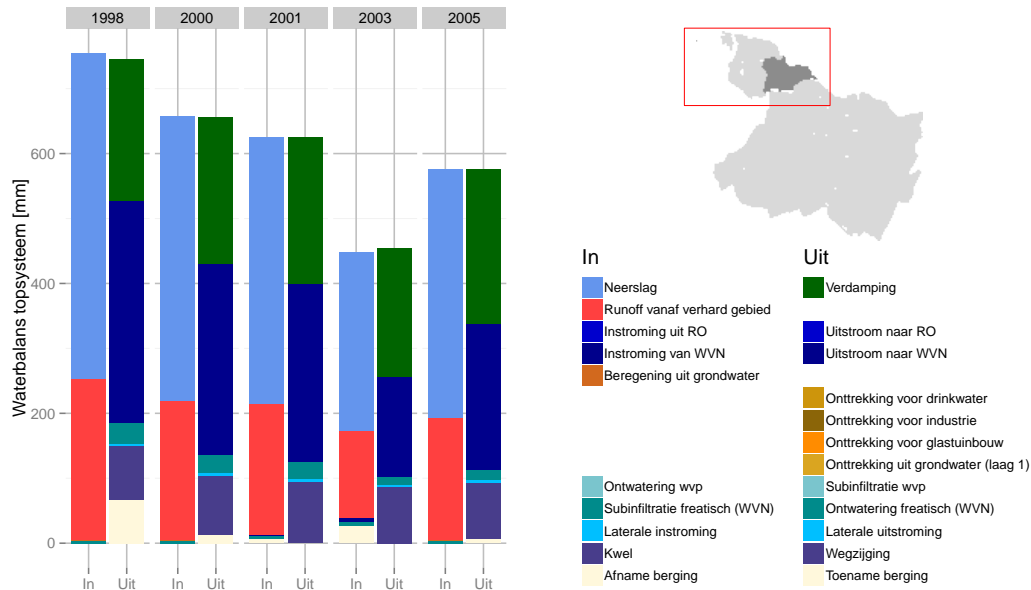 1998 2000 2001 2003 2005
Waterbalans topsysteem [mm]
600
400
200
0
In Uit In Uit In Uit In Uit In Uit
In
Neerslag
Runoff vanaf verhard gebied
Instroming uit RO
Instroming van WVN
Beregening uit grondwater
Ontwatering wvp
Subinfiltratie freatisch (WVN)
Laterale instroming
Kwel
Afname berging
Uit
Verdamping
Uitstroom naar RO
Uitstroom naar WVN
Onttrekking voor drinkwater
Onttrekking voor industrie
Onttrekking voor glastuinbouw
Onttrekking uit grondwater (laag 1)
Subinfiltratie wvp
Ontwatering freatisch (WVN)
Laterale uitstroming
Wegzijging
Toename berging